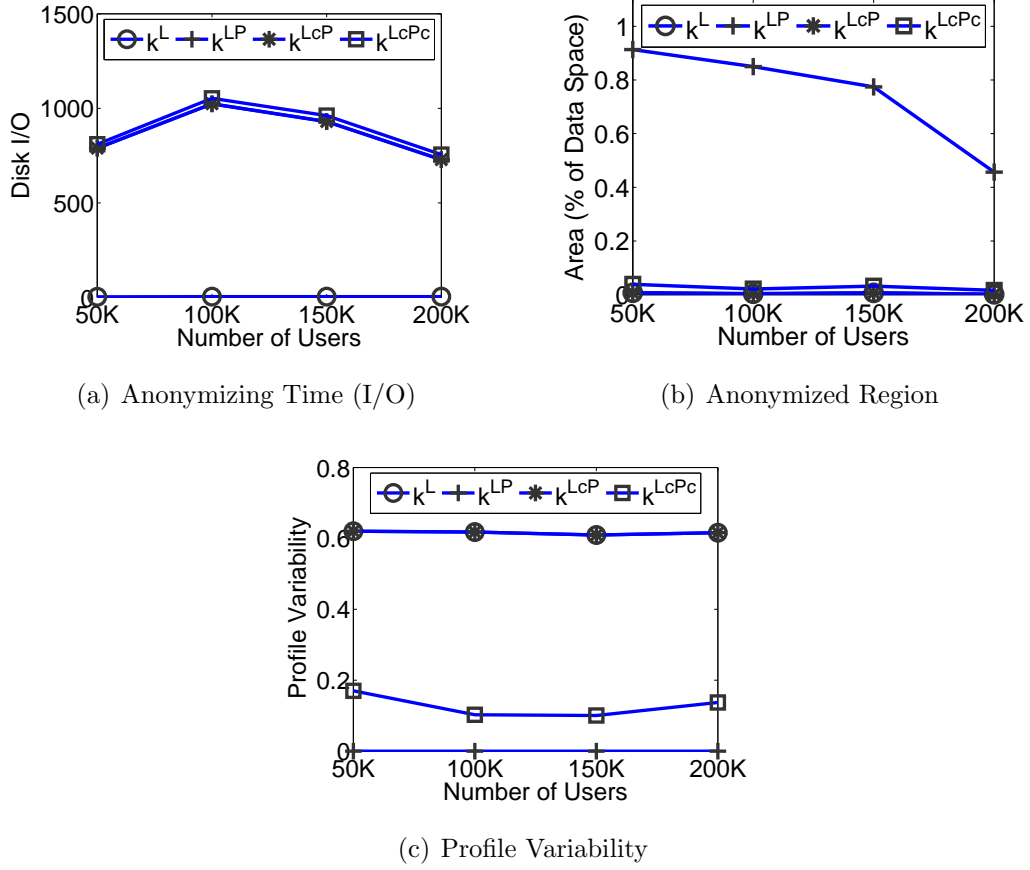 1500
k^L k^LP k^LcP k^LcPc
1000
500
0
Disk I/O
50K 100K 150K 200K
Number of Users
(a) Anonymizing Time (I/O)
1
k^L k^LP k^LcP k^LcPc
0.8
0.6
0.4
0.2
0
Area (% of Data Space)
50K 100K 150K 200K
Number of Users
(b) Anonymized Region
0.8
k^L k^LP k^LcP k^LcPc
0.6
0.4
0.2
0
Profile Variability
50K 100K 150K 200K
Number of Users
(c) Profile Variability